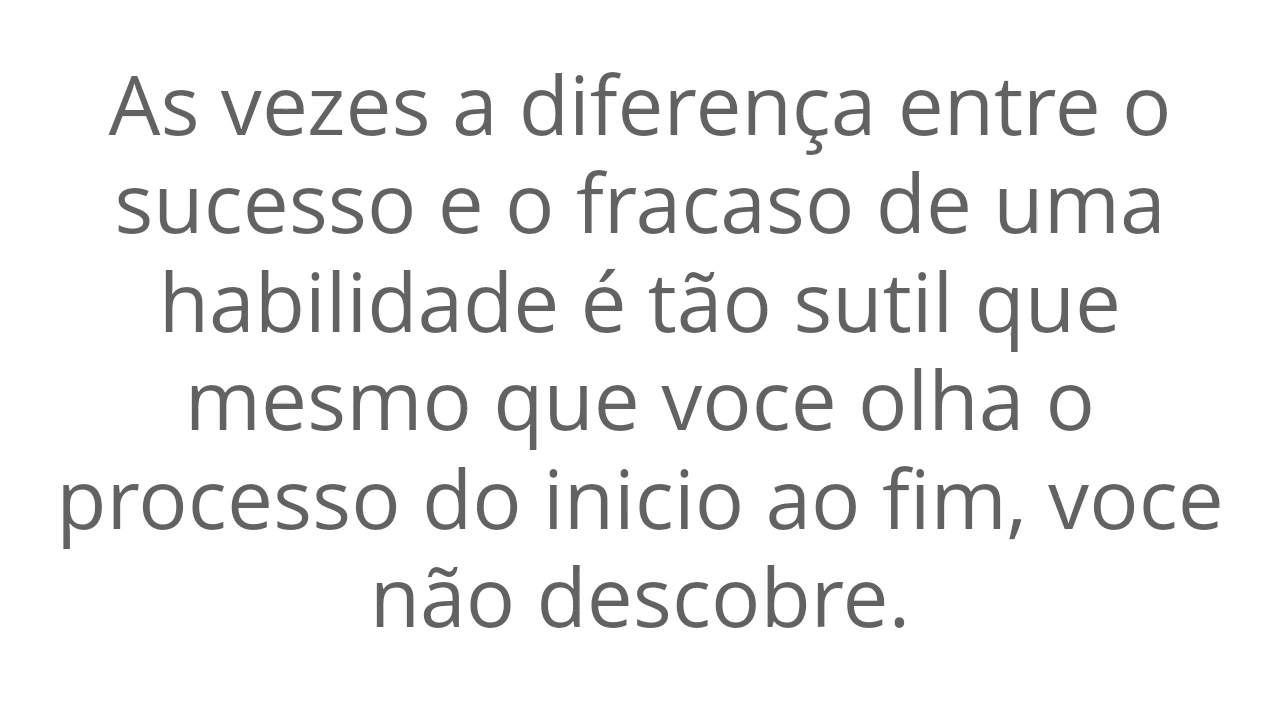 As vezes a diferença entre o
sucesso e o fracaso de uma
habilidade é tão sutil que
mesmo que voce olha o
processo do inicio ao fim, voce
não descobre.